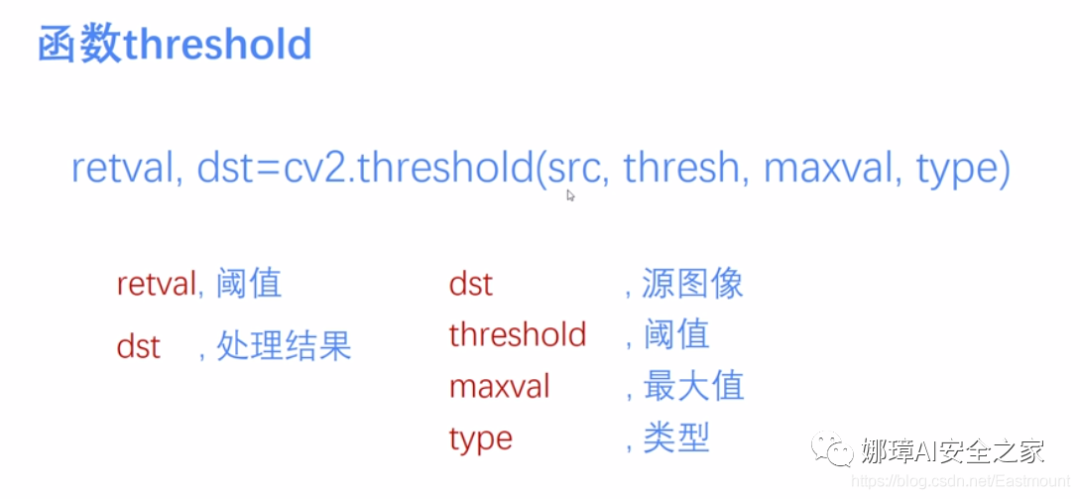 函数threshold
retval, dst=cv2.threshold(src, thresh, maxval, type)
retval, 阈值
dst , 处理结果
dst , 源图像
threshold , 阈值
maxval , 最大值
type , 类型
娜璋AI安全之家
https://blog.csdn.net/Eastmount